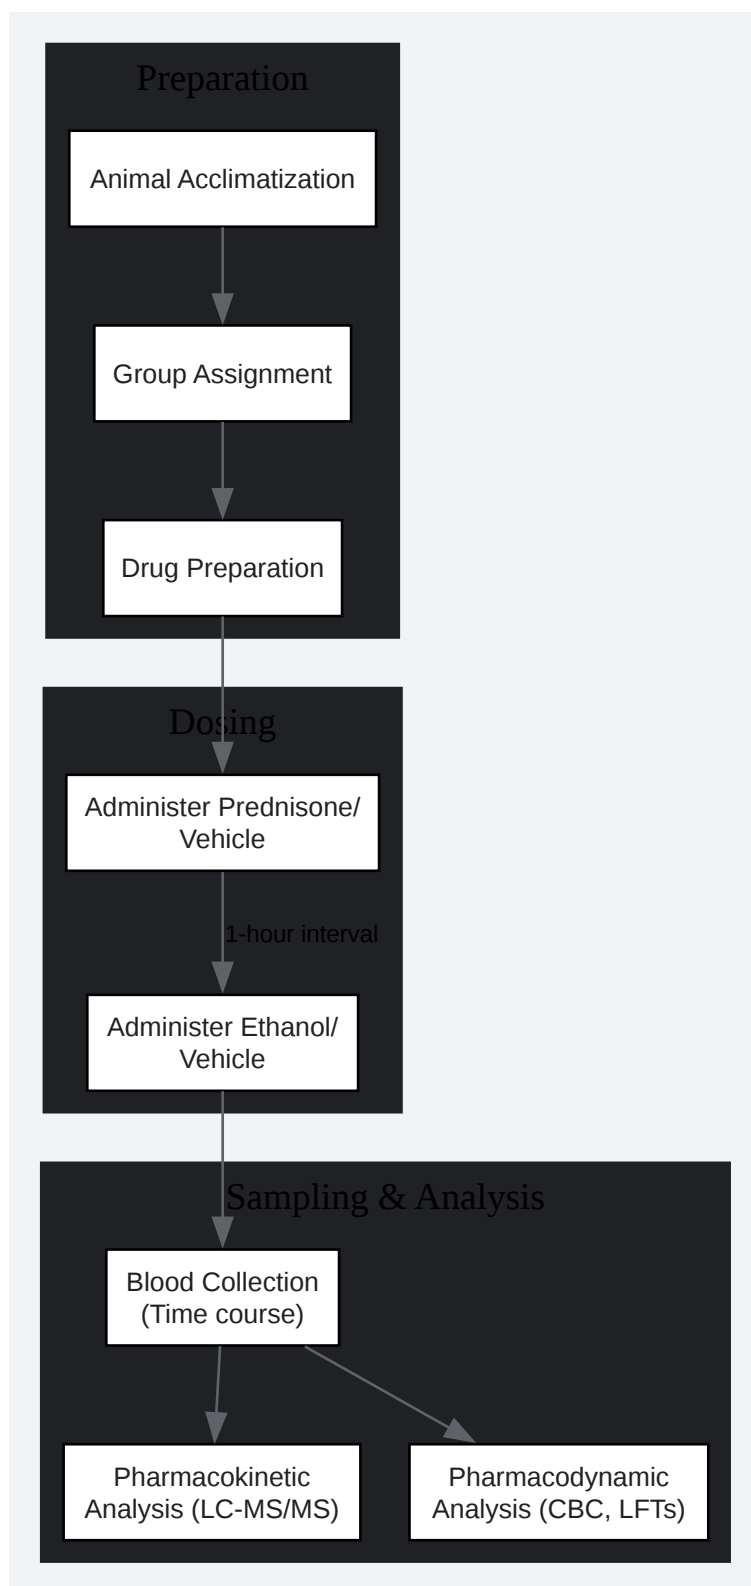 Preparation
Animal Acclimatization
Group Assignment
Drug Preparation
Dosing
Administer Prednisone/
Vehicle
1-hour interval
Administer Ethanol/
Vehicle
Sampling & Analysis
Blood Collection
(Time course)
Pharmacokinetic
Analysis (LC-MS/MS)
Pharmacodynamic
Analysis (CBC, LFTs)